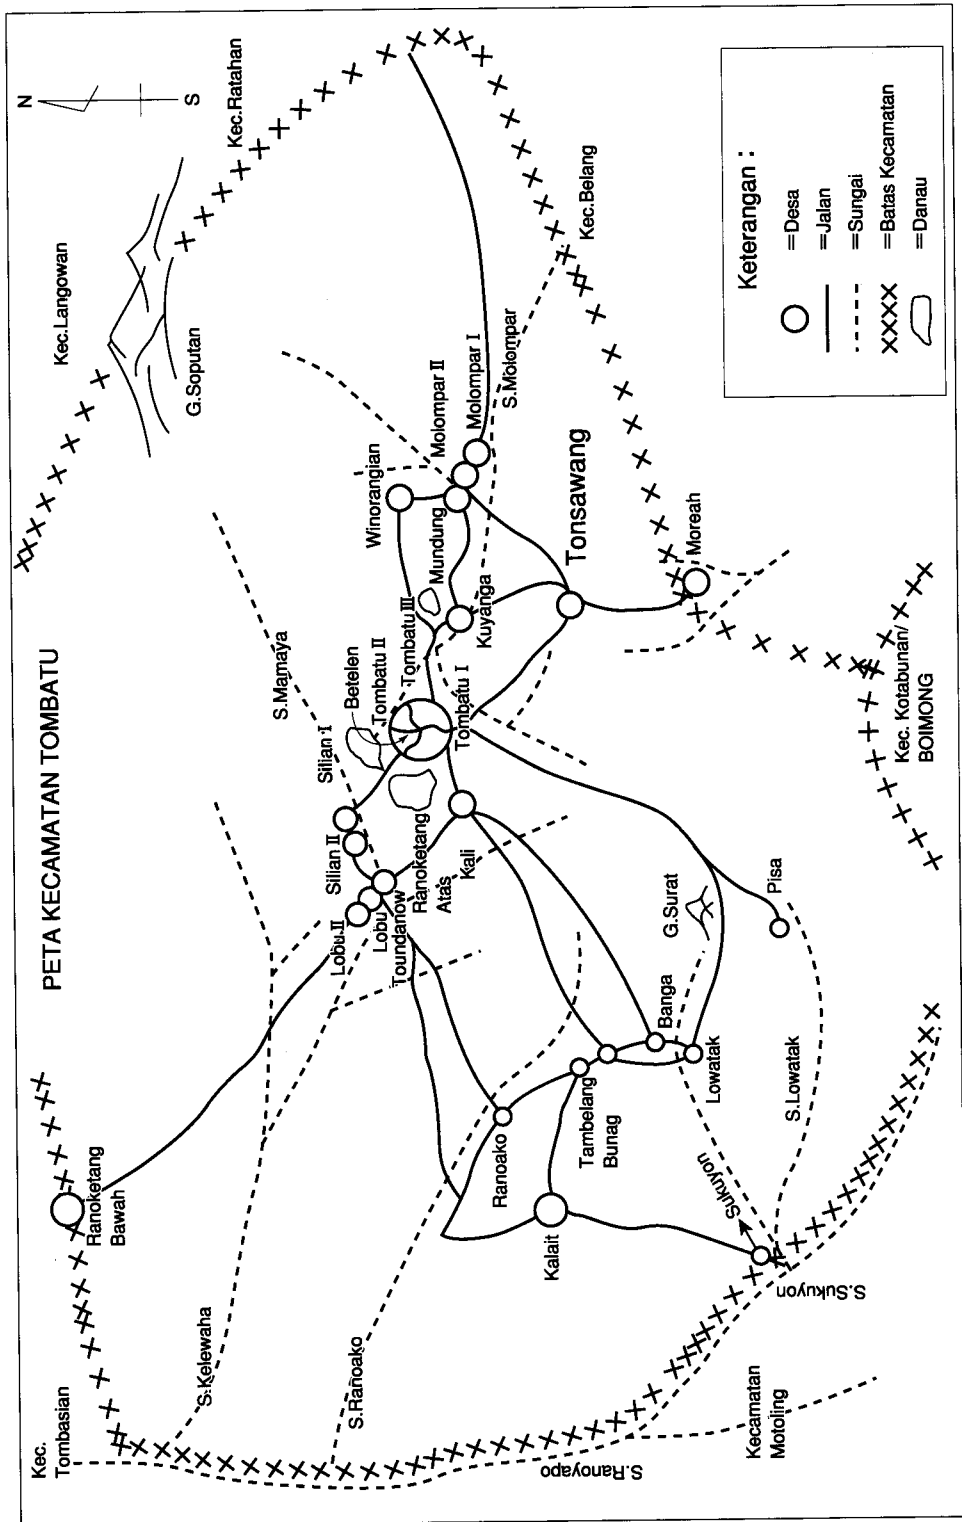 PETA KECAMATAN TOMBATU
N
S
Kec.Langowan
Kec.Ratahan
G.Soputan
Kec.
Tombasian
Ranoketang
Bawah
S.Mamaya
Sillian I
Sillian II
Betelen
Tombatu II
Tombatu III
Tombatu I
Winorangian
Mundung
Molompar II
Molompar I
S.Molompar
Kec.Belang
Kuyanga
Tonsawang
Moreah
Lobu II
Lobu
Toundanow
Ranoketang
Atas
Kali
S.Kelewaha
S.Ranoako
Ranoako
Kalait
Tambelang
Bunag
Banga
Lowatak
G.Surat
Pisa
S.Lowatak
Sukuyon
S.Sukuyon
S.Ranoyapo
Kecamatan
Motoling
Kec. Kotabunan/
BOIMONG
Keterangan :
=Desa
=Jalan
=Sungai
=Batas Kecamatan
=Danau